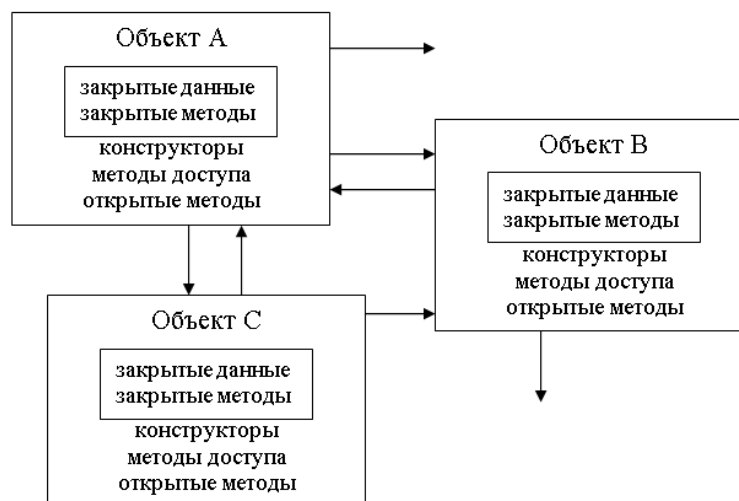 Объект A
закрытые данные
закрытые методы
конструкторы
методы доступа
открытые методы
Объект B
закрытые данные
закрытые методы
конструкторы
методы доступа
открытые методы
Объект C
закрытые данные
закрытые методы
конструкторы
методы доступа
открытые методы